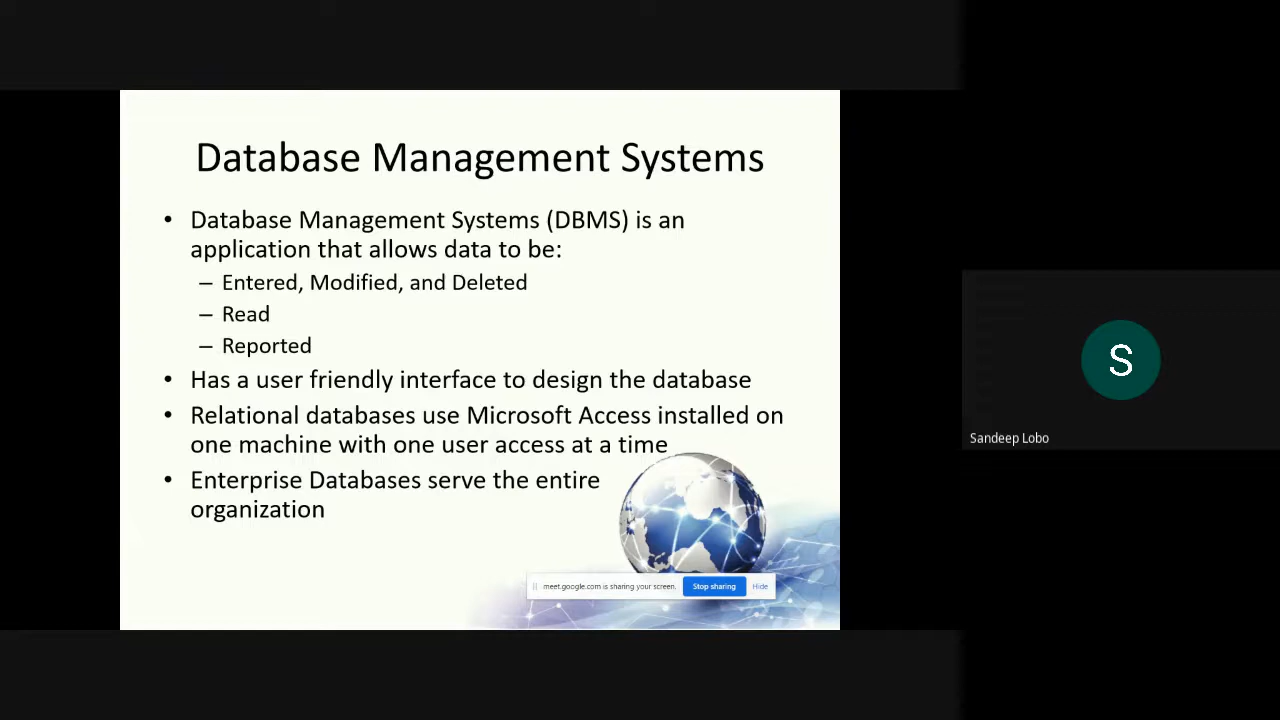 Database Management Systems
• Database Management Systems (DBMS) is an
application that allows data to be:
– Entered, Modified, and Deleted
– Read
– Reported
• Has a user friendly interface to design the database
• Relational databases use Microsoft Access installed on
one machine with one user access at a time
• Enterprise Databases serve the entire
organization
meet.google.com is sharing your screen. Stop sharing Hide
S
Sandeep Lobo